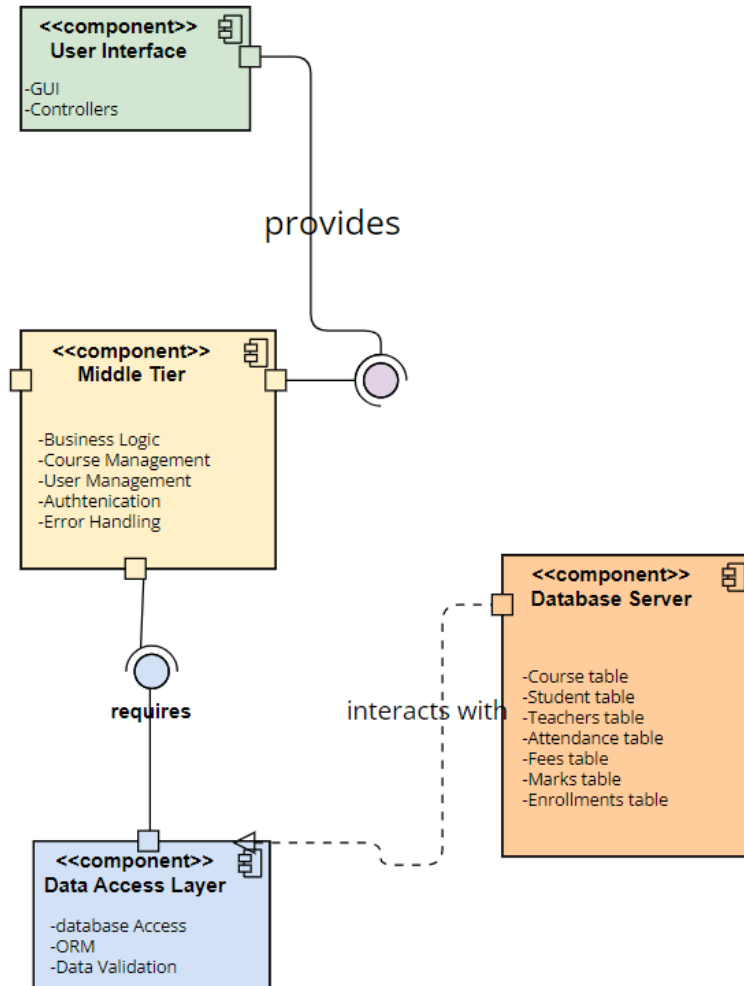 <<component>>
User Interface
-GUI
-Controllers
provides
<<component>>
Middle Tier
-Business Logic
-Course Management
-User Management
-Authtenication
-Error Handling
<<component>>
Database Server
-Course table
-Student table
-Teachers table
-Attendance table
-Fees table
-Marks table
-Enrollments table
requires
interacts with
<<component>>
Data Access Layer
-database Access
-ORM
-Data Validation